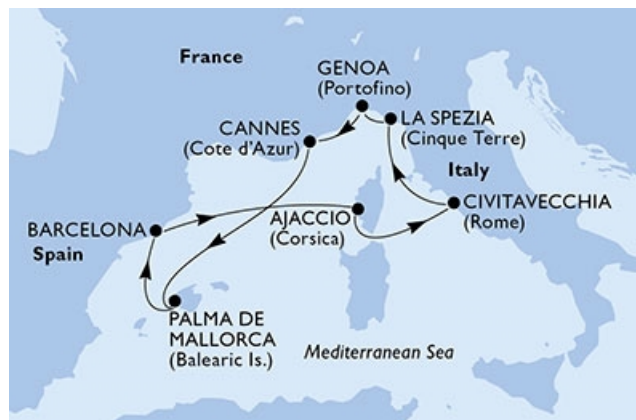 France
GENOA
(Portofino)
LA SPEZIA
(Cinque Terre)
CANNES
(Cote d'Azur)
Italy
CIVITAVECCHIA
(Rome)
AJACCIO
(Corsica)
BARCELONA
Spain
PALMA DE
MALLORCA
(Balearic Is.)
Mediterranean Sea